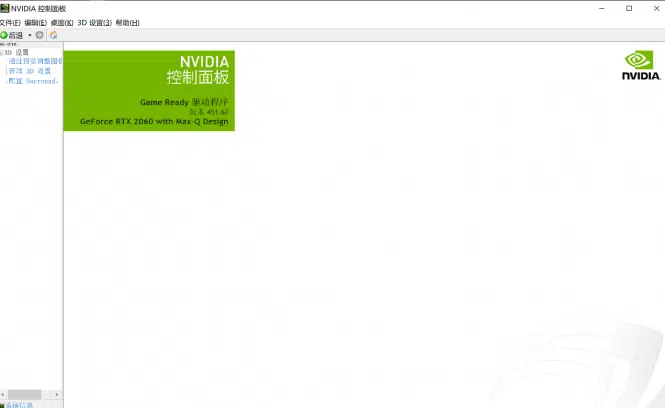 NVIDIA 控制面板
文件(F) 编辑(E) 桌面(K) 3D 设置(3) 帮助(H)
后退
3D 设置
通过预览调整图
管理 3D 设置
配置 Surround、
NVIDIA
控制面板
Game Ready 驱动程序
版本 451.67
GeForce RTX 2060 with Max-Q Design
NVIDIA.
系统信息